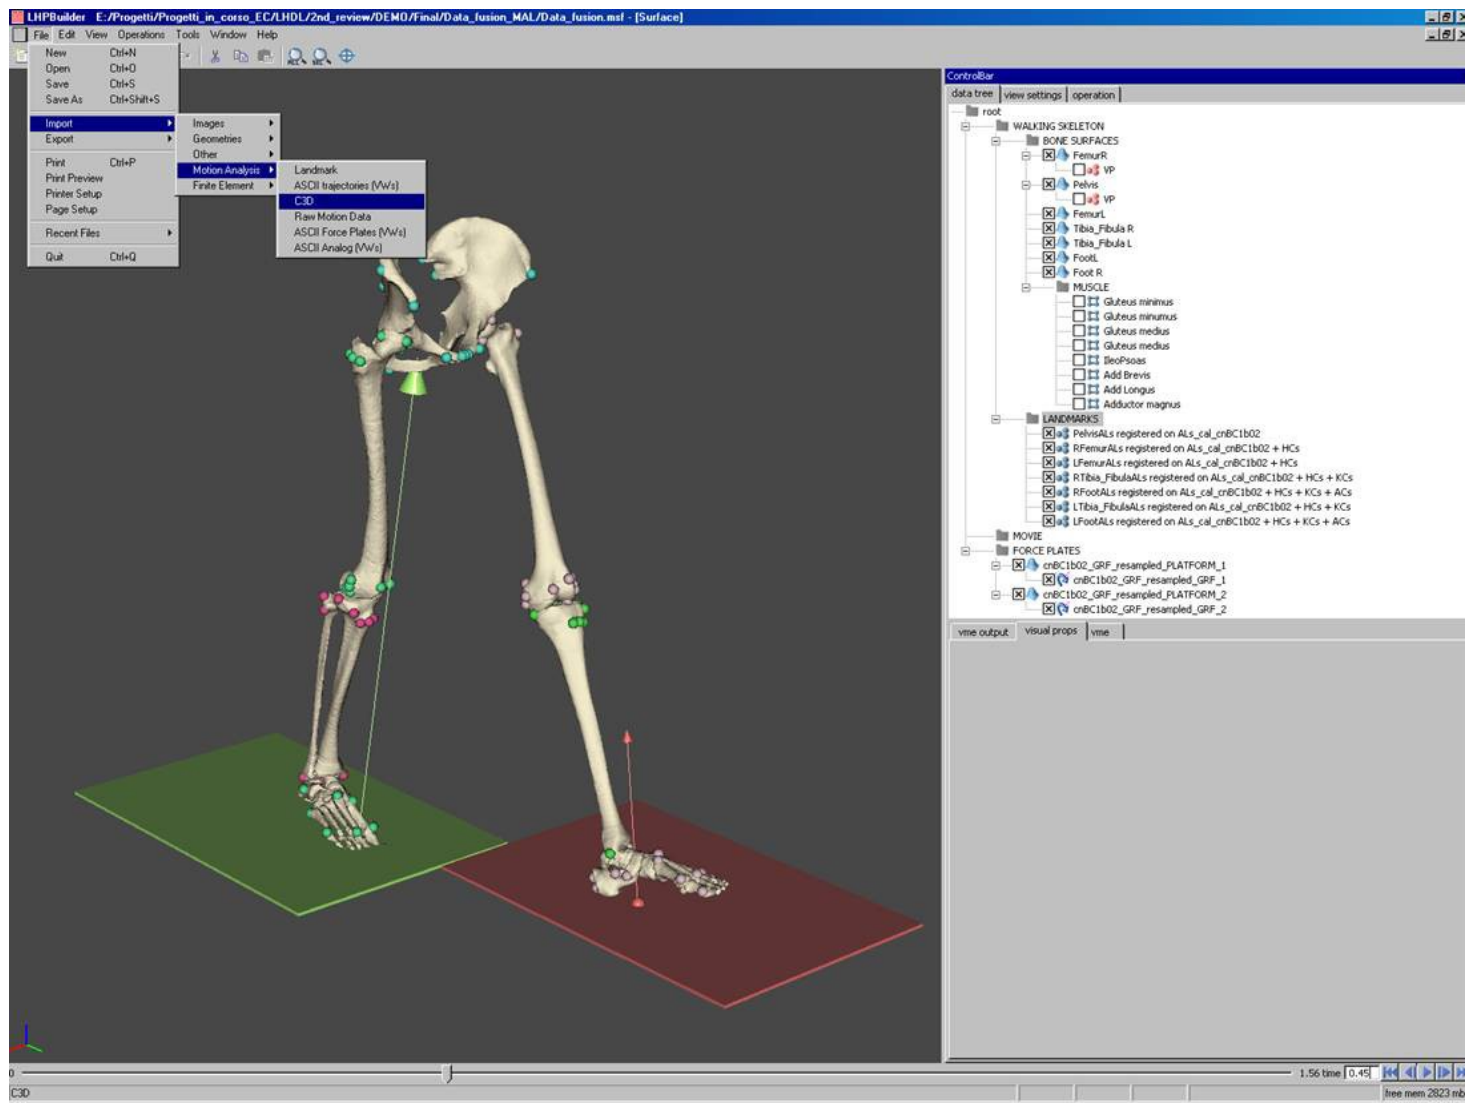 LHPBuilder E:/Progetti/Progetti_in_corso_EC/LHDL/2nd_review/DEMO/Final/Data_fusion_MAL/Data_fusion.msf - [Surface]
File Edit View Operations Tools Window Help
New Ctrl+N
Open Ctrl+O
Save Ctrl+S
Save As Ctrl+Shift+S
Import
Export
Print Ctrl+P
Print Preview
Printer Setup
Page Setup
Recent Files
Quit Ctrl+Q
Images
Geometries
Other
Motion Analysis
Finite Element
Landmark
ASCII trajectories (VWs)
C3D
Raw Motion Data
ASCII Force Plates (VWs)
ASCII Analog (VWs)
ControlBar
data tree view settings operation
root
WALKING SKELETON
BONE SURFACES
FemurR
VP
Pelvis
VP
FemurL
Tibia_Fibula R
Tibia_Fibula L
FootL
Foot R
MUSCLE
Gluteus minimus
Gluteus minumus
Gluteus medius
Gluteus medius
IleoPsoas
Add Brevis
Add Longus
Adductor magnus
LANDMARKS
PelvisALs registered on ALs_cal_cnBC1b02
RFemurALs registered on ALs_cal_cnBC1b02 + HCs
LFemurALs registered on ALs_cal_cnBC1b02 + HCs
RTibia_FibulaALs registered on ALs_cal_cnBC1b02 + HCs + KCs
RFootALs registered on ALs_cal_cnBC1b02 + HCs + KCs + ACs
LTibia_FibulaALs registered on ALs_cal_cnBC1b02 + HCs + KCs
LFootALs registered on ALs_cal_cnBC1b02 + HCs + KCs + ACs
MOVIE
FORCE PLATES
cnBC1b02_GRF_resampled_PLATFORM_1
cnBC1b02_GRF_resampled_GRF_1
cnBC1b02_GRF_resampled_PLATFORM_2
cnBC1b02_GRF_resampled_GRF_2
vme output visual props vme
0 1.56 time 0.45
C3D free mem 2823 mb